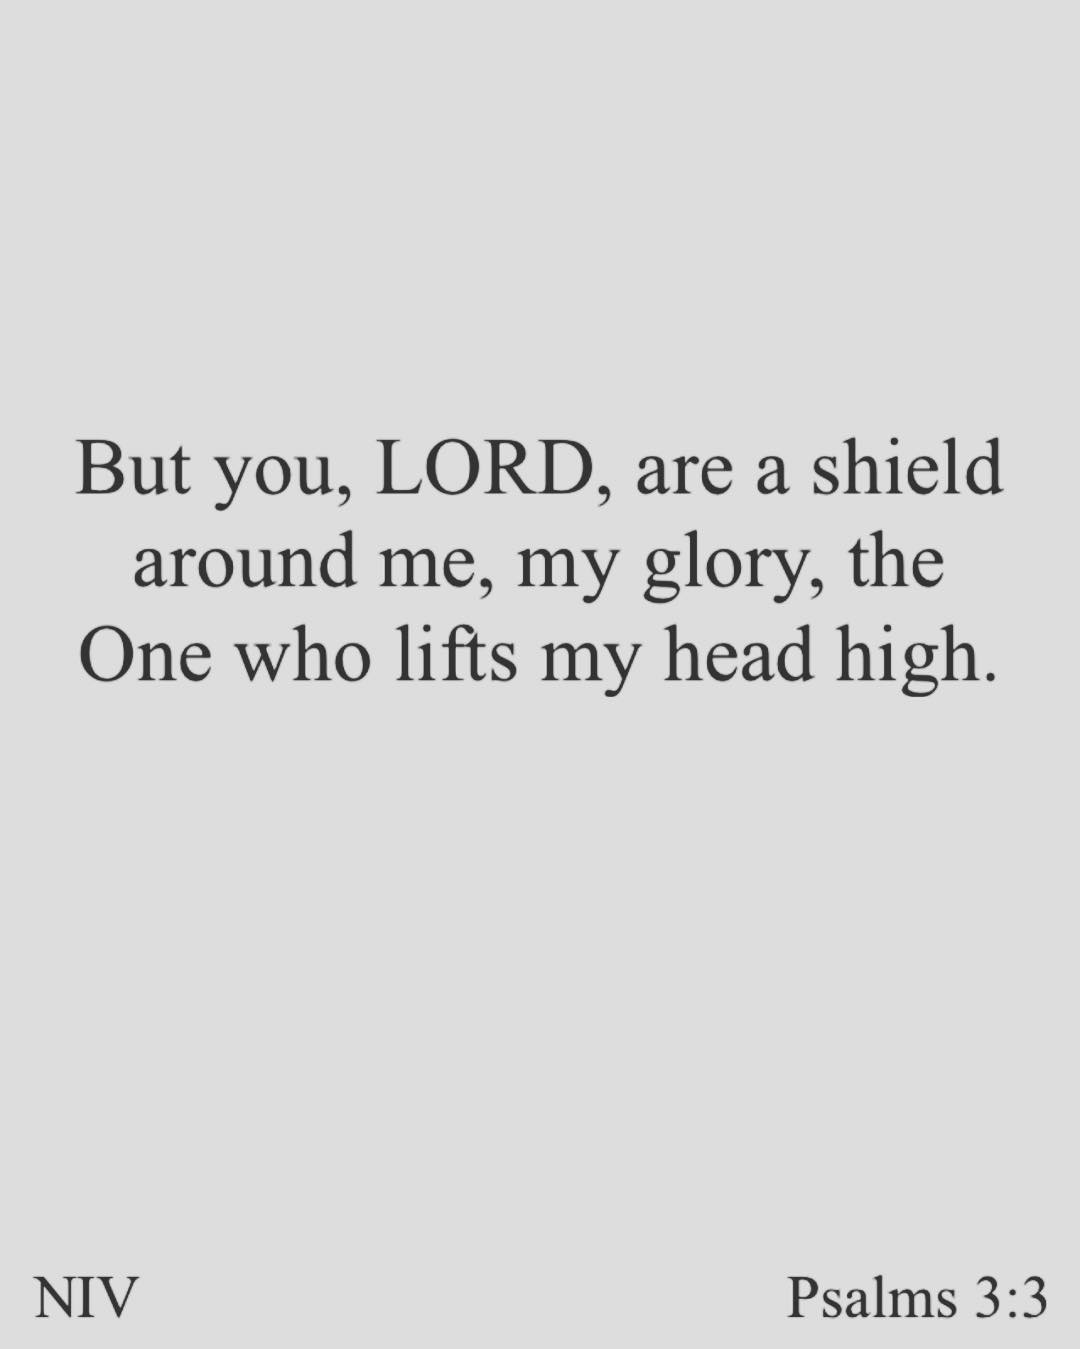 But you, LORD, are a shield
around me, my glory, the
One who lifts my head high.
NIV
Psalms 3:3